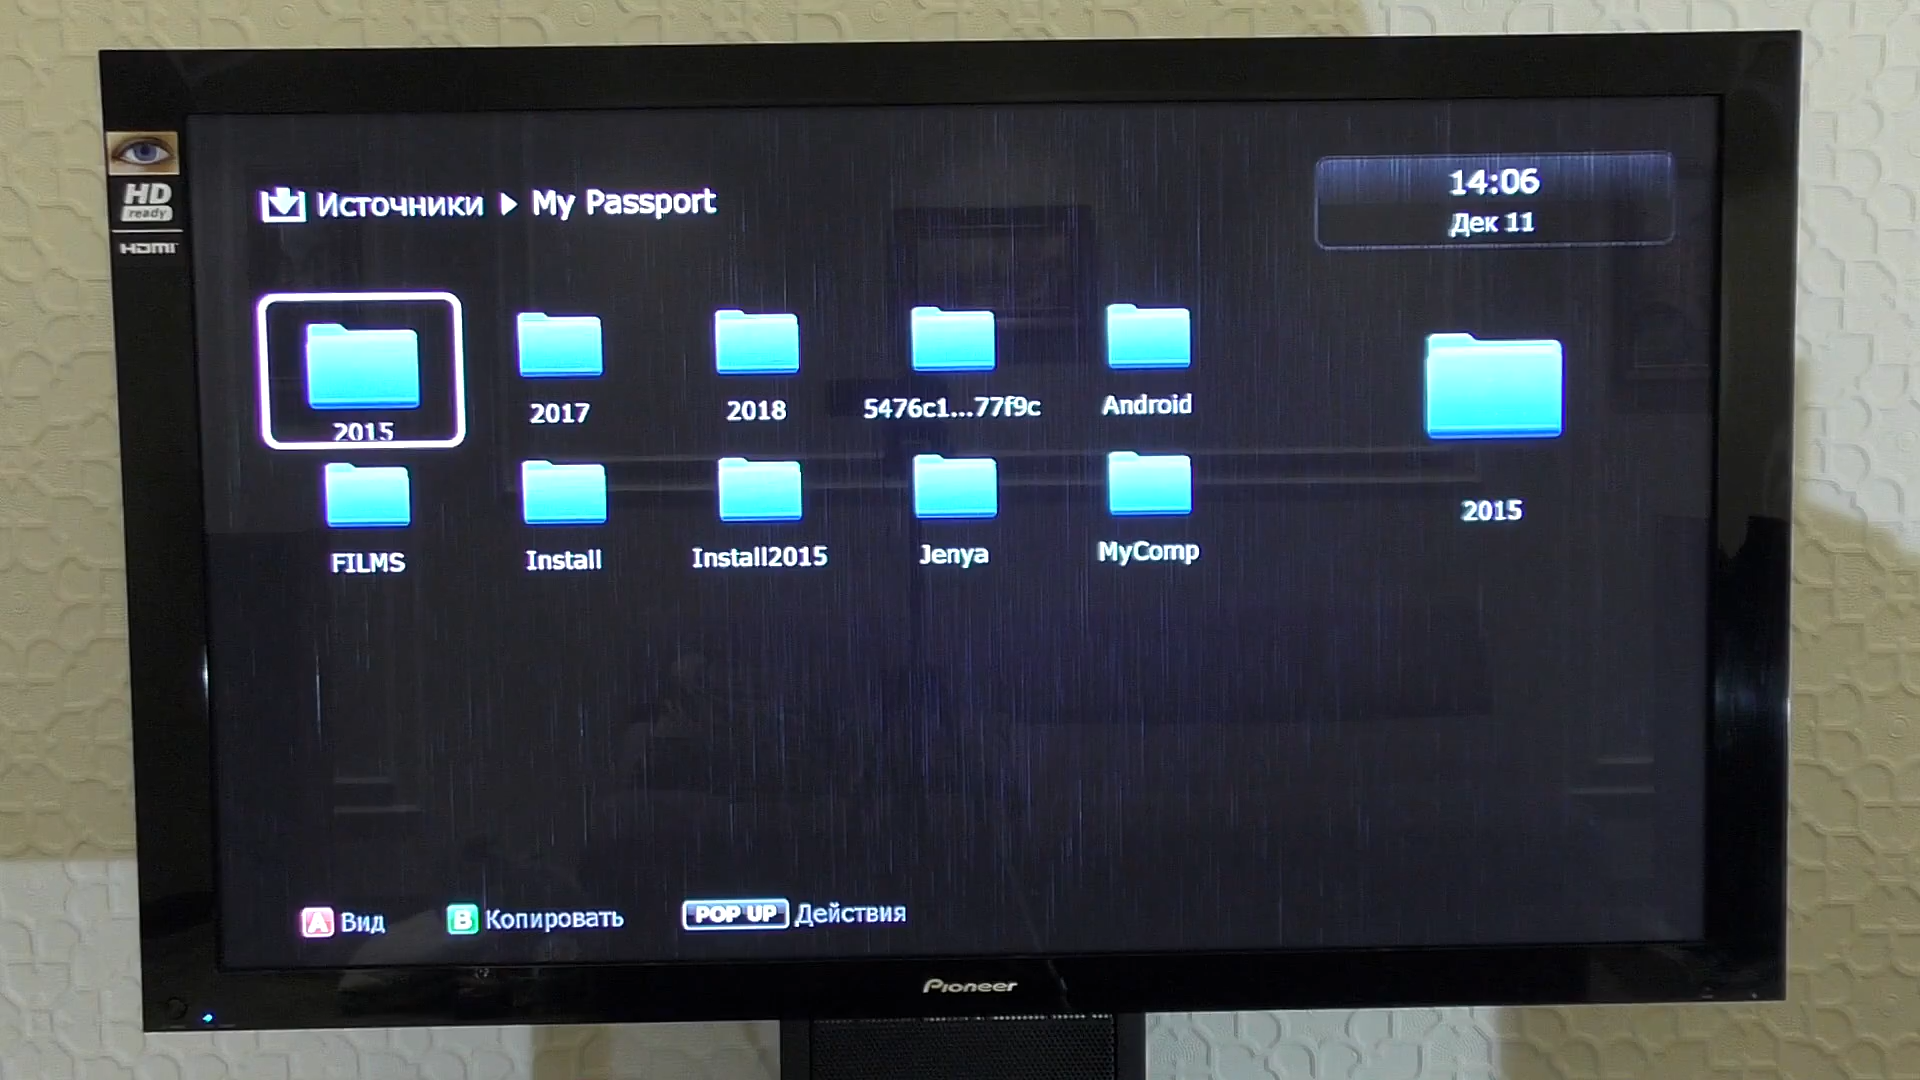 HD
ready
HDMI
Источники ▶ My Passport
14:06
Дек 11
2015
2017
2018
5476c1...77f9c
Android
2015
FILMS
Install
Install2015
Jenya
MyComp
A Вид
B Копировать
POP UP Действия
Pioneer